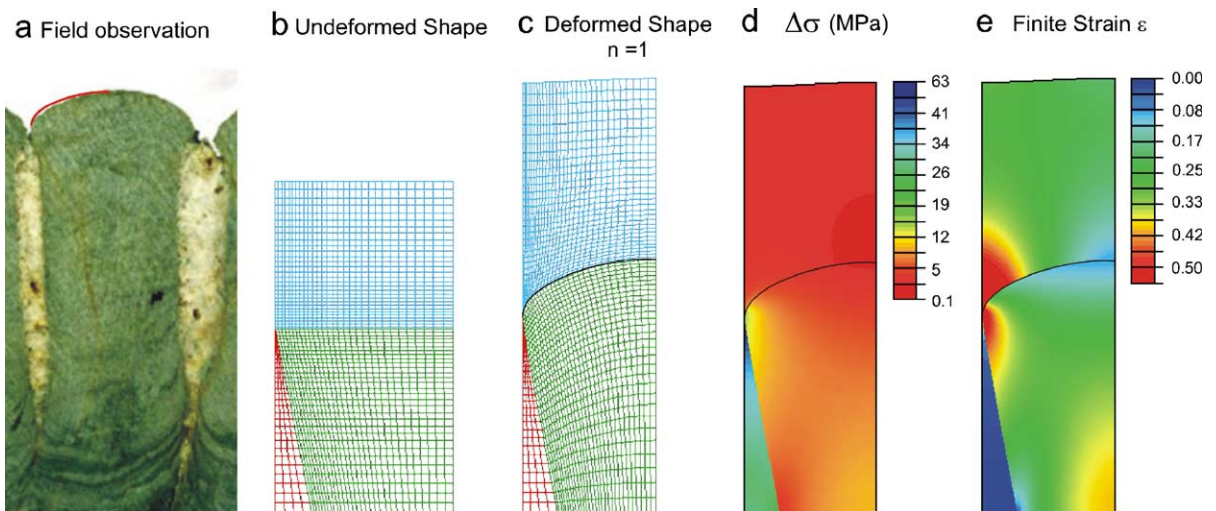 a Field observation
b Undeformed Shape
c Deformed Shape
n =1
d Δσ (MPa)
e Finite Strain ε
63
41
34
26
19
12
5
0.1
0.00
0.08
0.17
0.25
0.33
0.42
0.50